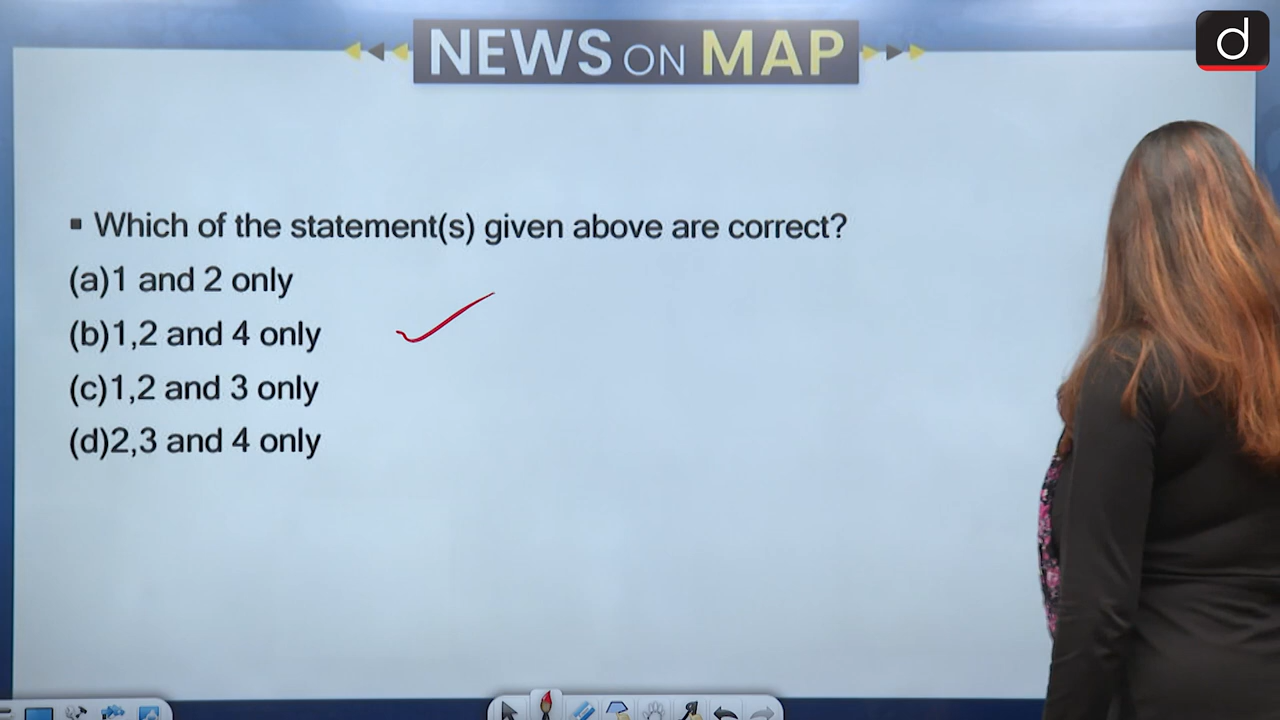 NEWS ON MAP
d
▪ Which of the statement(s) given above are correct?
(a)1 and 2 only
(b)1,2 and 4 only
(c)1,2 and 3 only
(d)2,3 and 4 only